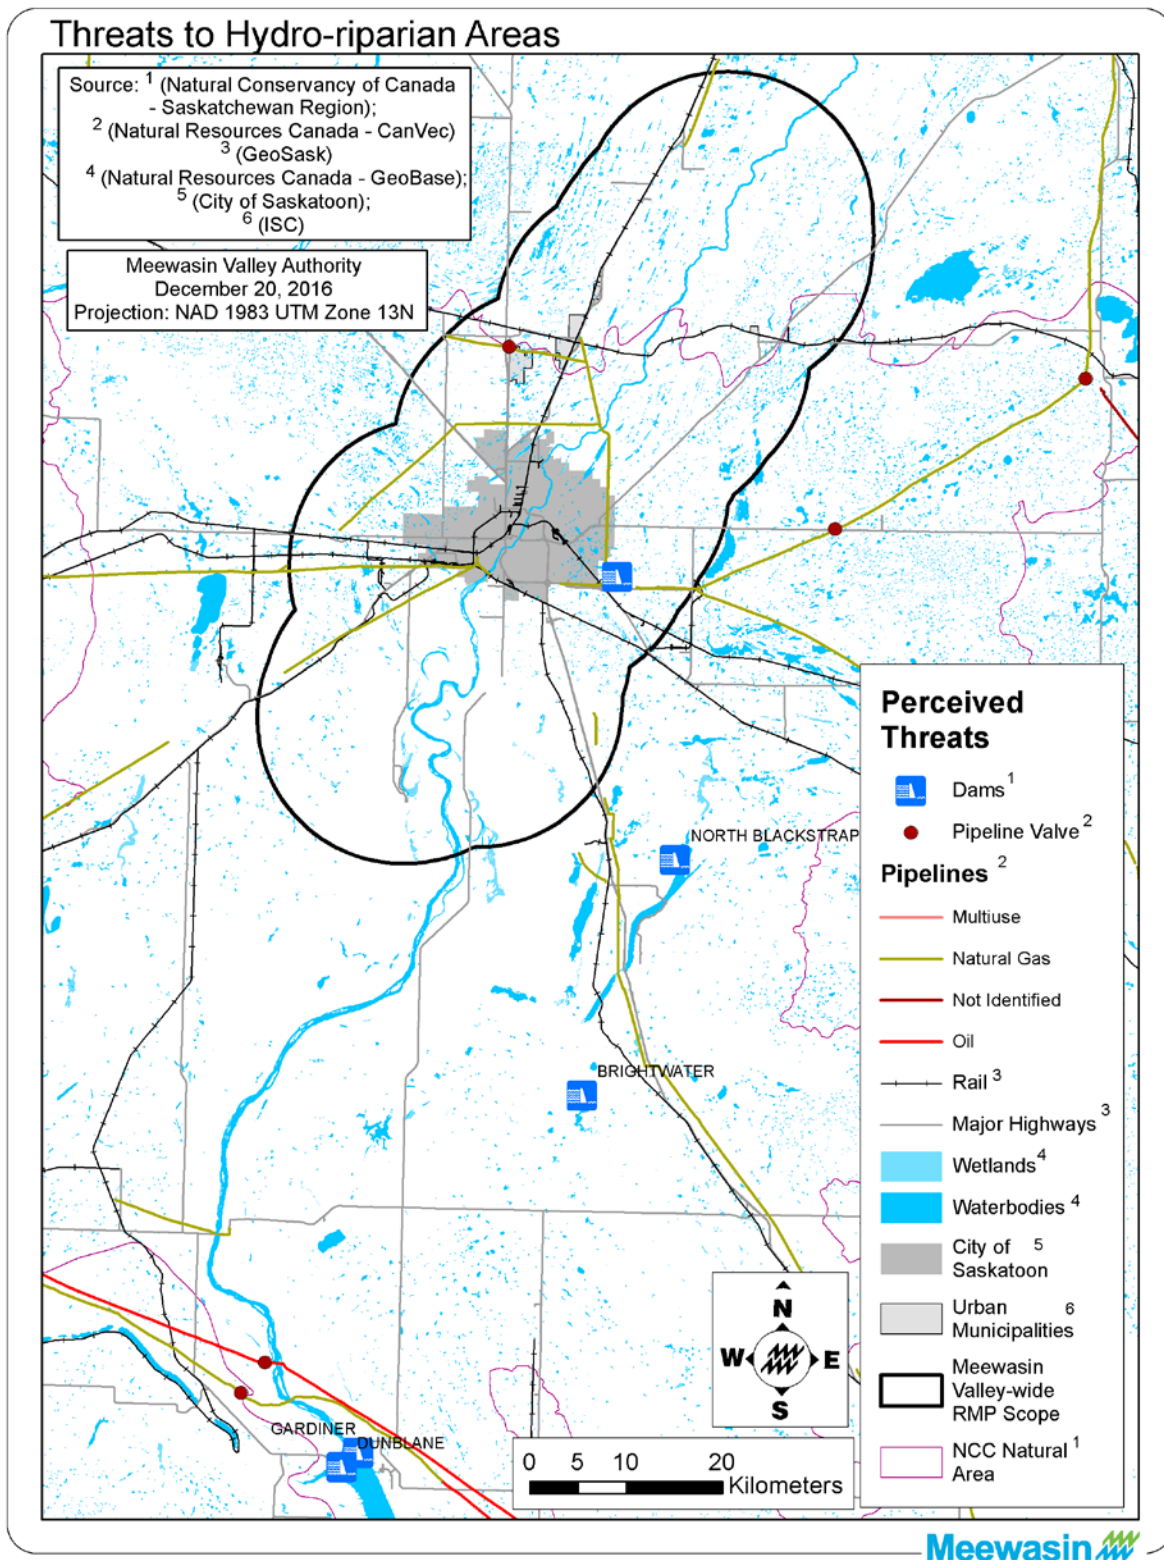 Threats to Hydro-riparian Areas
Source: 1 (Natural Conservancy of Canada
- Saskatchewan Region);
2 (Natural Resources Canada - CanVec)
3 (GeoSask)
4 (Natural Resources Canada - GeoBase);
5 (City of Saskatoon);
6 (ISC)
Meewasin Valley Authority
December 20, 2016
Projection: NAD 1983 UTM Zone 13N
NORTH BLACKSTRAP
BRIGHTWATER
GARDINER
DUNBLANE
Perceived
Threats
Dams 1
Pipeline Valve 2
Pipelines 2
Multiuse
Natural Gas
Not Identified
Oil
Rail 3
Major Highways 3
Wetlands 4
Waterbodies 4
City of 5
Saskatoon
Urban 6
Municipalities
Meewasin
Valley-wide
RMP Scope
NCC Natural 1
Area
N
W E
S
0 5 10 20
Kilometers
Meewasin